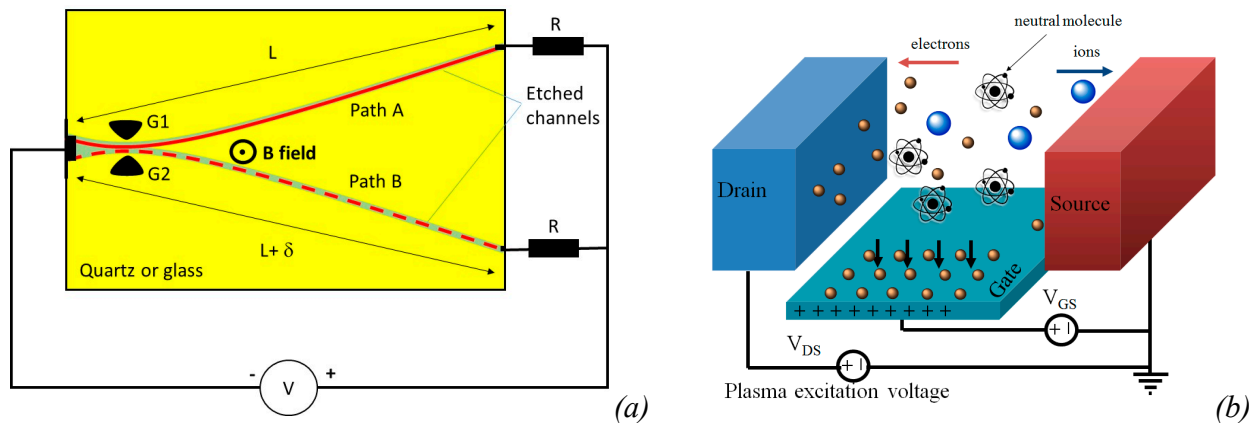 L
R
G1
Path A
Etched
channels
B field
G2
Path B
R
L+ δ
Quartz or glass
- V +
(a)
neutral molecule
electrons
ions
Drain
Source
Gate
+ + + + + + + + +
V_GS
+ I
V_DS
+ I
Plasma excitation voltage
(b)